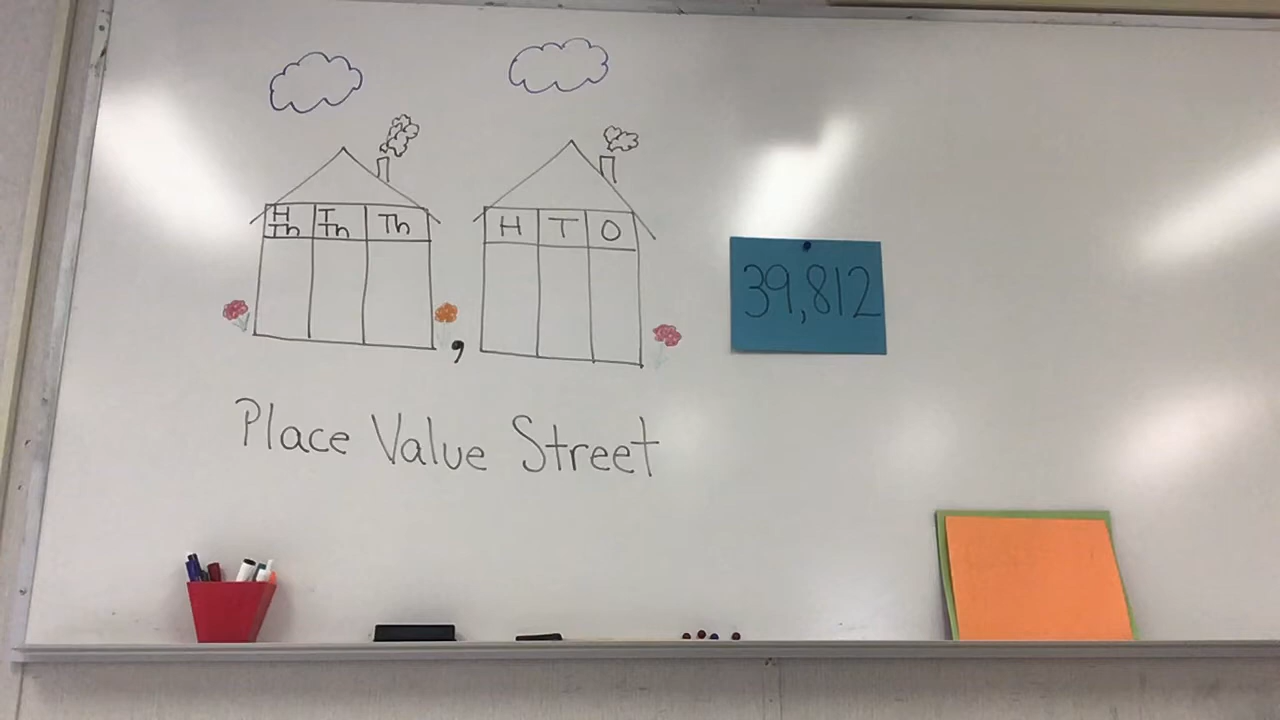 H Th T Th Th
,
H T O
39,812
Place Value Street